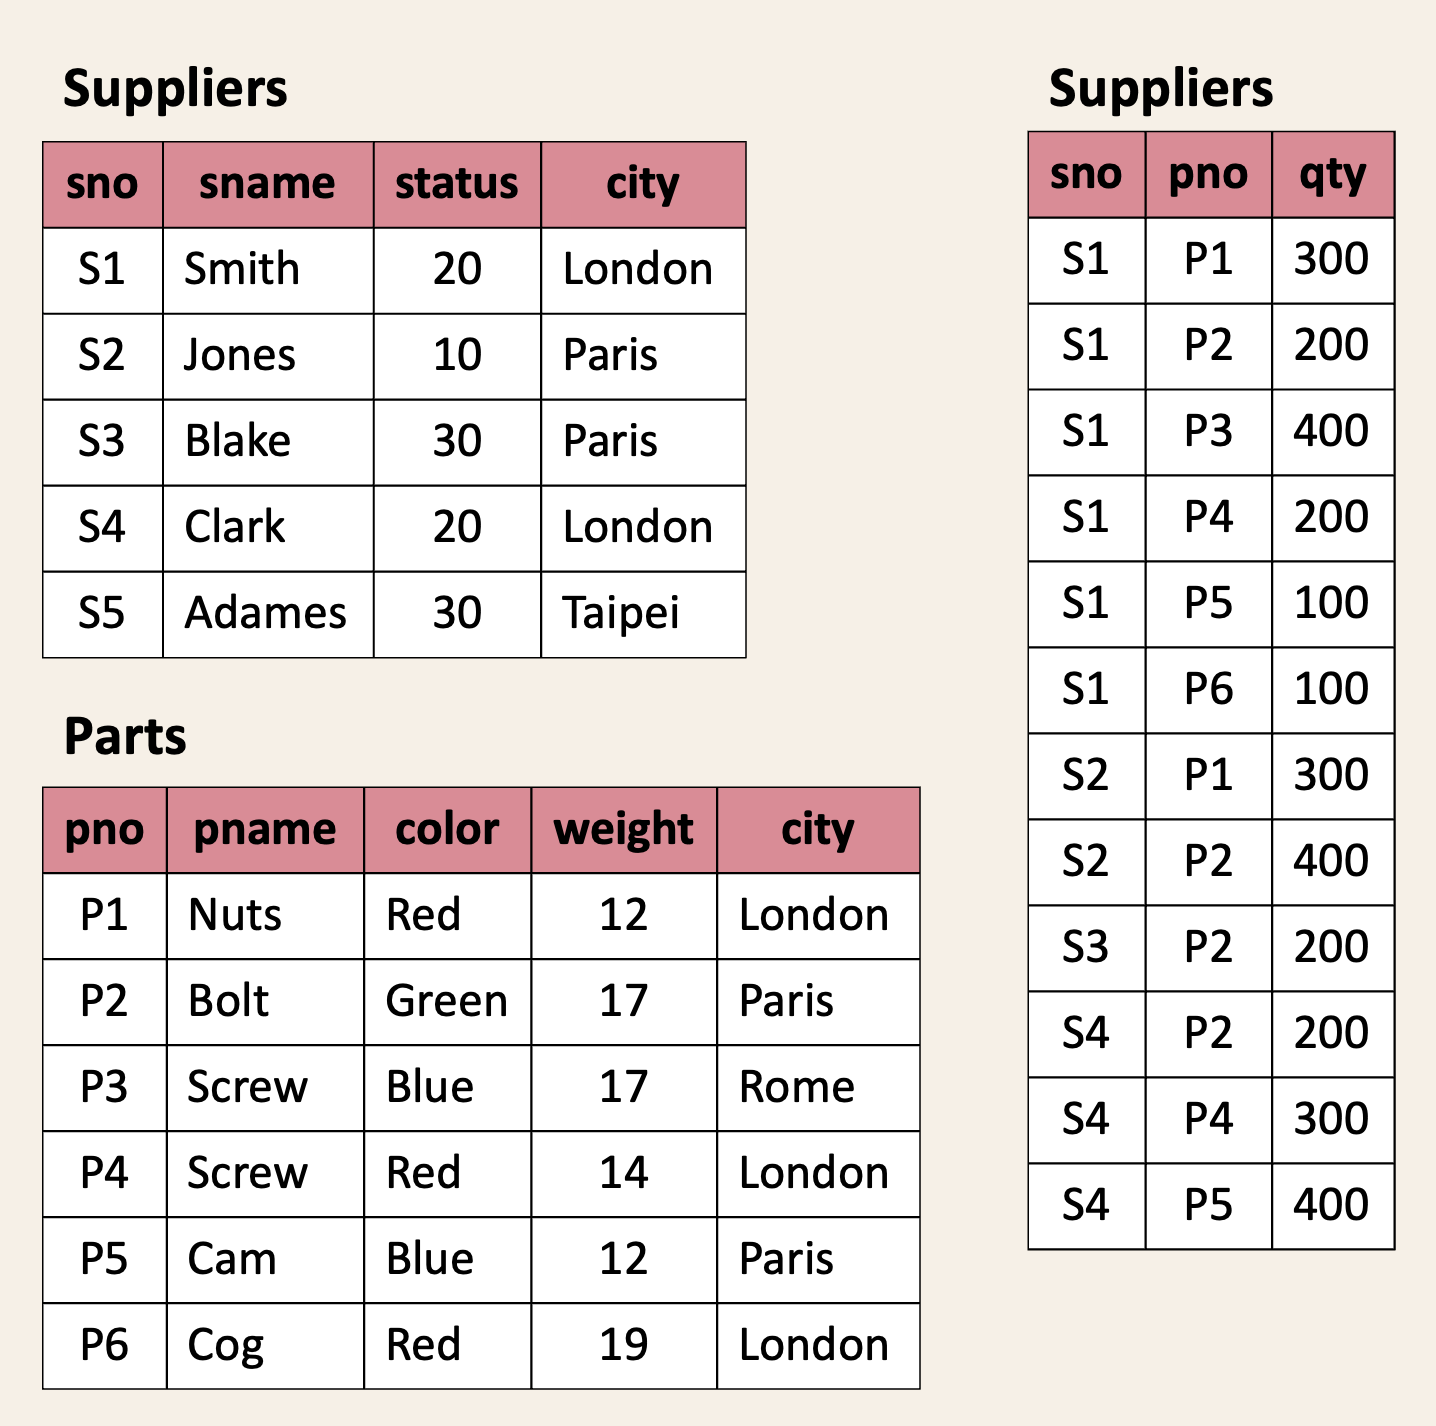 Suppliers
sno sname status city
S1 Smith 20 London
S2 Jones 10 Paris
S3 Blake 30 Paris
S4 Clark 20 London
S5 Adames 30 Taipei
Parts
pno pname color weight city
P1 Nuts Red 12 London
P2 Bolt Green 17 Paris
P3 Screw Blue 17 Rome
P4 Screw Red 14 London
P5 Cam Blue 12 Paris
P6 Cog Red 19 London
Suppliers
sno pno qty
S1 P1 300
S1 P2 200
S1 P3 400
S1 P4 200
S1 P5 100
S1 P6 100
S2 P1 300
S2 P2 400
S3 P2 200
S4 P2 200
S4 P4 300
S4 P5 400